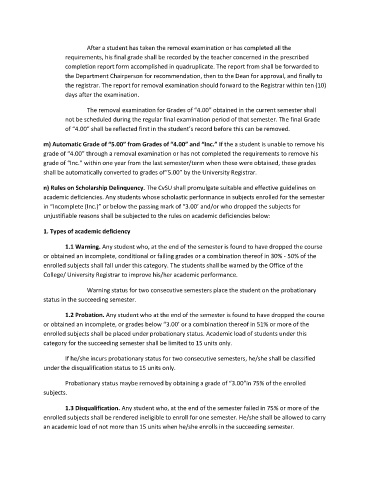 After a student has taken the removal examination or has completed all the
requirements, his final grade shall be recorded by the teacher concerned in the prescribed
completion report form accomplished in quadruplicate. The report from shall be forwarded to
the Department Chairperson for recommendation, then to the Dean for approval, and finally to
the registrar. The report for removal examination should forward to the Registrar within ten (10)
days after the examination.
The removal examination for Grades of "4.00" obtained in the current semester shall
not be scheduled during the regular final examination period of that semester. The final Grade
of "4.00" shall be reflected first in the student's record before this can be removed.
m) Automatic Grade of "5.00" from Grades of "4.00" and "Inc." If the a student is unable to remove his
grade of "4.00" through a removal examination or has not completed the requirements to remove his
grade of "Inc." within one year from the last semester/term when these were obtained, these grades
shall be automatically converted to grades of"5.00" by the University Registrar.
n) Rules on Scholarship Delinquency. The CvSU shall promulgate suitable and effective guidelines on
academic deficiencies. Any students whose scholastic performance in subjects enrolled for the semester
in "Incomplete (Inc.)" or below the passing mark of "3.00' and/or who dropped the subjects for
unjustifiable reasons shall be subjected to the rules on academic deficiencies below:
1. Types of academic deficiency
1.1 Warning. Any student who, at the end of the semester is found to have dropped the course
or obtained an incomplete, conditional or failing grades or a combination thereof in 30% - 50% of the
enrolled subjects shall fall under this category. The students shall be warned by the Office of the
College/ University Registrar to improve his/her academic performance.
Warning status for two consecutive semesters place the student on the probationary
status in the succeeding semester.
1.2 Probation. Any student who at the end of the semester is found to have dropped the course
or obtained an incomplete, or grades below "3.00' or a combination thereof in 51% or more of the
enrolled subjects shall be placed under probationary status. Academic load of students under this
category for the succeeding semester shall be limited to 15 units only.
If he/she incurs probationary status for two consecutive semesters, he/she shall be classified
under the disqualification status to 15 units only.
Probationary status maybe removed by obtaining a grade of "3.00"in 75% of the enrolled
subjects.
1.3 Disqualification. Any student who, at the end of the semester failed in 75% or more of the
enrolled subjects shall be rendered ineligible to enroll for one semester. He/she shall be allowed to carry
an academic load of not more than 15 units when he/she enrolls in the succeeding semester.